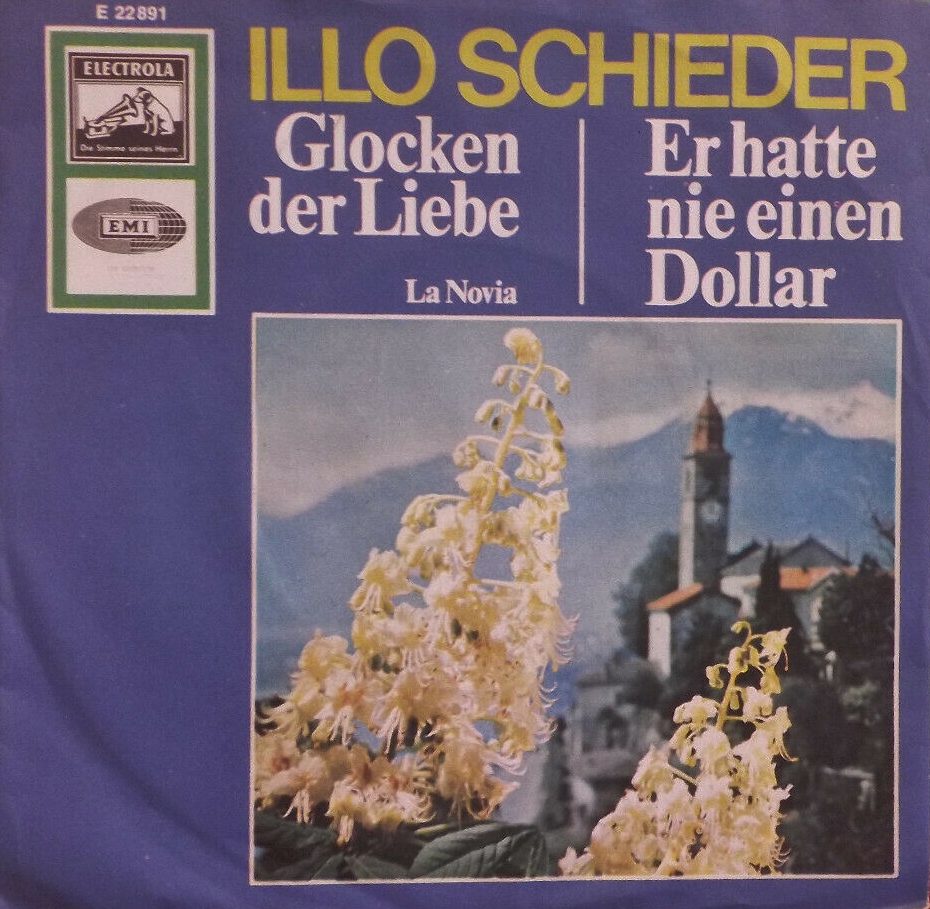 E 22891
ELECTROLA
Die Stimme seines Herrn
EMI
ILLO SCHIEDER
Glocken
der Liebe
La Novia
Er hatte
nie einen
Dollar